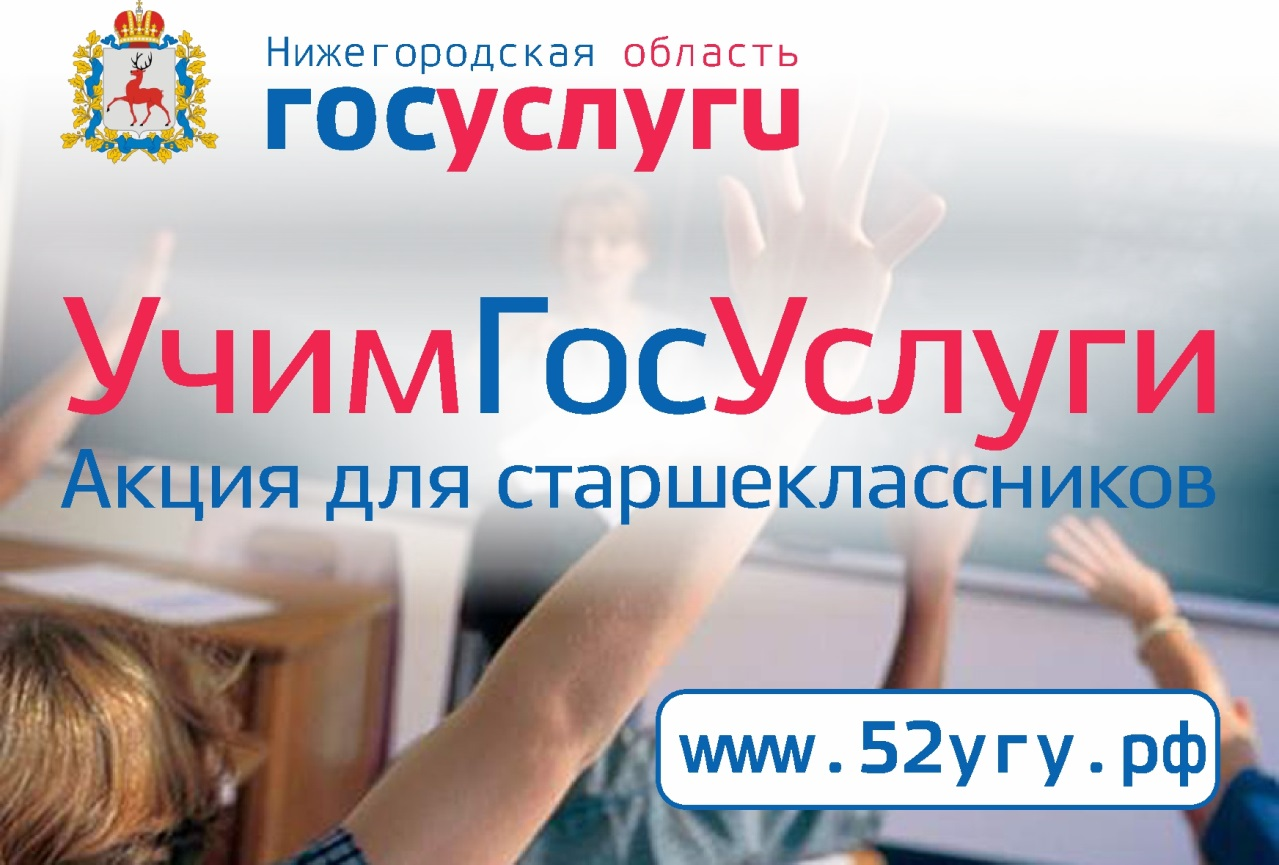 Нижегородская область
госуслуги
УчимГосУслуги
Акция для старшеклассников
www.52угу.рф